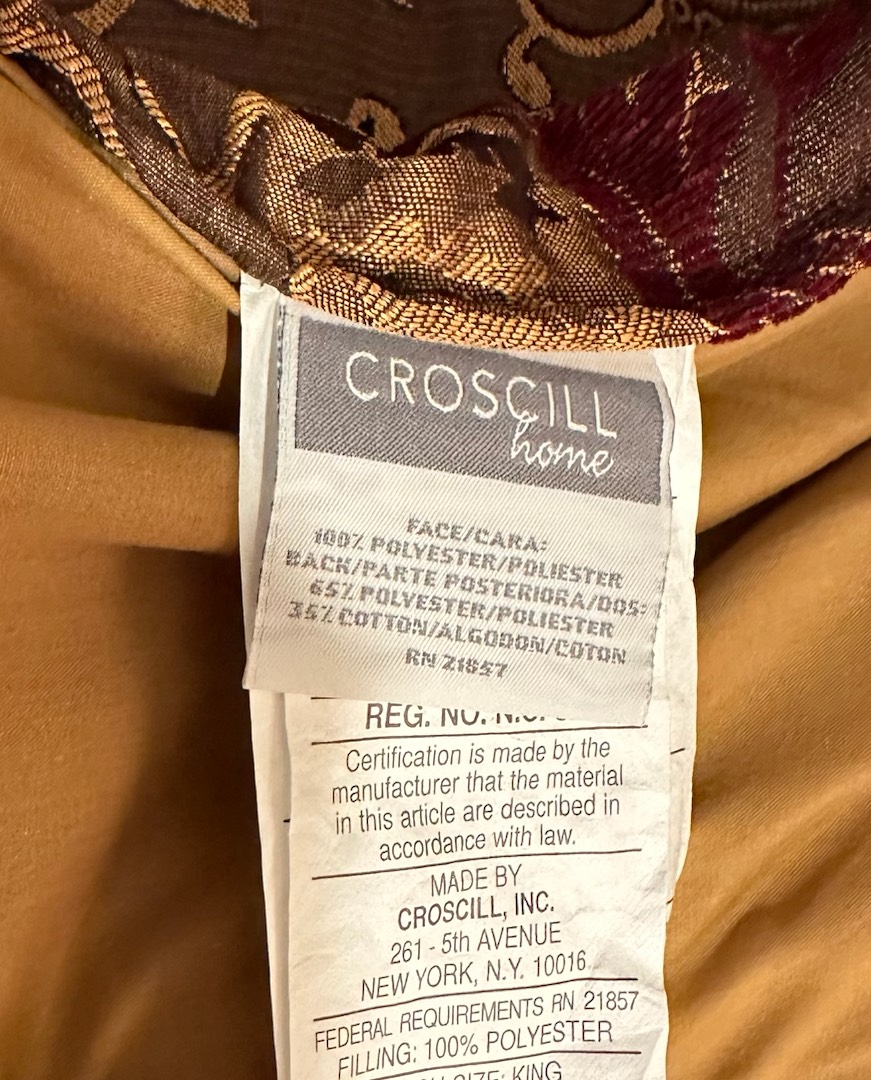 CROSCILL
home
FACE/CARA:
100% POLYESTER/POLIESTER
BACK/PARTE POSTERIORA/DOS:
65% POLYESTER/POLIESTER
35% COTTON/ALGODON/COTON
RN 21857
REG. NO.
Certification is made by the
manufacturer that the material
in this article are described in
accordance with law.
MADE BY
CROSCILL, INC.
261 - 5th AVENUE
NEW YORK, N.Y. 10016
FEDERAL REQUIREMENTS RN 21857
FILLING: 100% POLYESTER
SIZE: KING